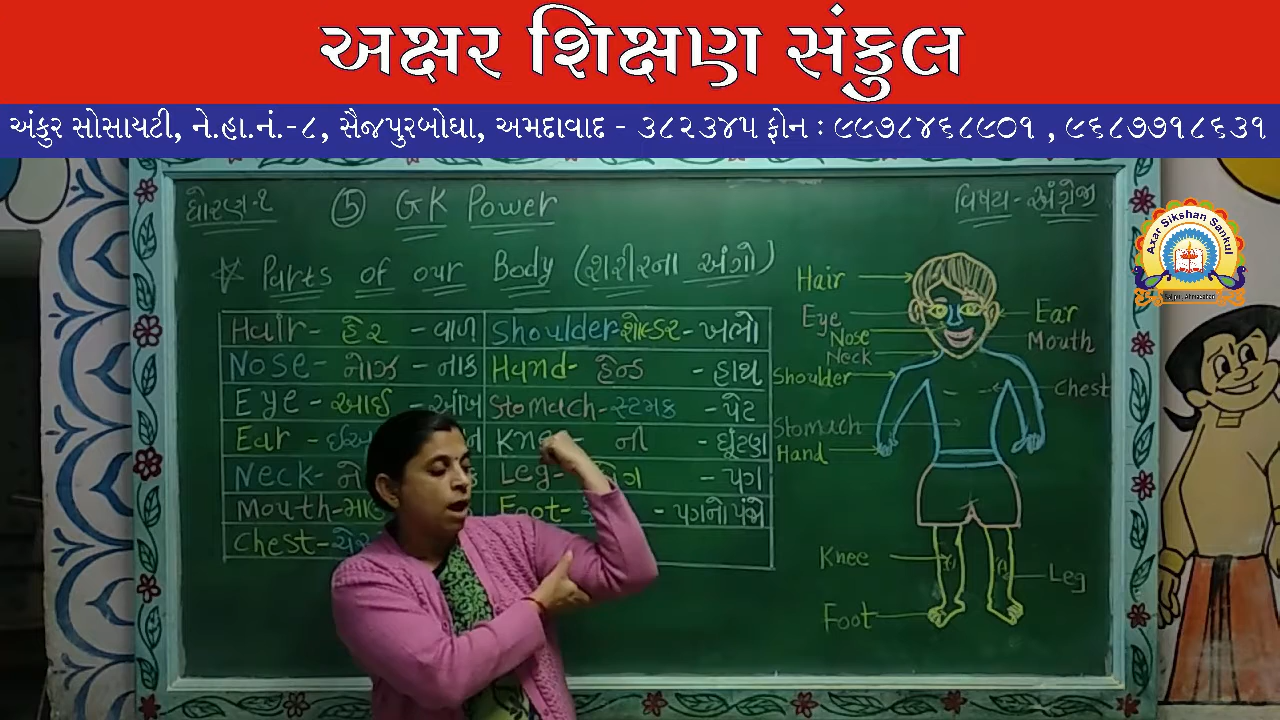 અક્ષર શિક્ષણ સંકુલ
અંકુર સોસાયટી, ને.હા.નં.-૮, સૈજપુરબોઘા, અમદાવાદ - ૩૮૨૩૪૫ ફોન : ૯૯૭૮૪૬૮૯૦૧ , ૯૬૮૭૭૧૮૬૩૧
ધોરણ-૧ ⑤ GK Power વિષય-અંગ્રેજી
Axar Sikshan Sankul
Parts of our Body (શરીરના અંગો)
Hair - હેર - વાળ Shoulder - શોલ્ડર - ખભો
Nose - નોઝ - નાક Hand - હેન્ડ - હાથ
Eye - આઈ - આંખ Stomach - સ્ટમક - પેટ
Ear - Knee - ની - ઘૂંટણ
Neck - Leg - - પગ
Mouth - Foot - - પગનો પંજો
Chest -
Hair
Eye Ear
Nose Mouth
Neck
Shoulder Chest
Stomach
Hand
Knee Leg
Foot